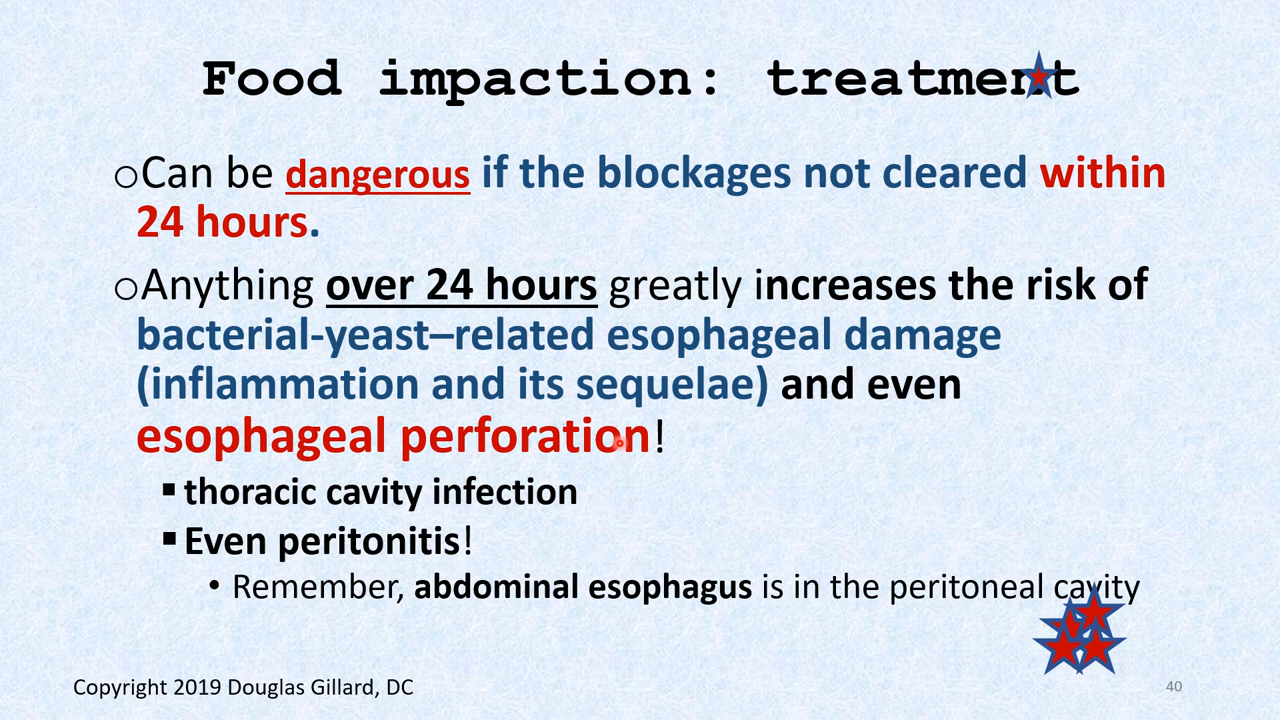 Food impaction: treatment
oCan be dangerous if the blockages not cleared within
24 hours.
oAnything over 24 hours greatly increases the risk of
bacterial-yeast–related esophageal damage
(inflammation and its sequelae) and even
esophageal perforation!
▪ thoracic cavity infection
▪ Even peritonitis!
• Remember, abdominal esophagus is in the peritoneal cavity
Copyright 2019 Douglas Gillard, DC
40